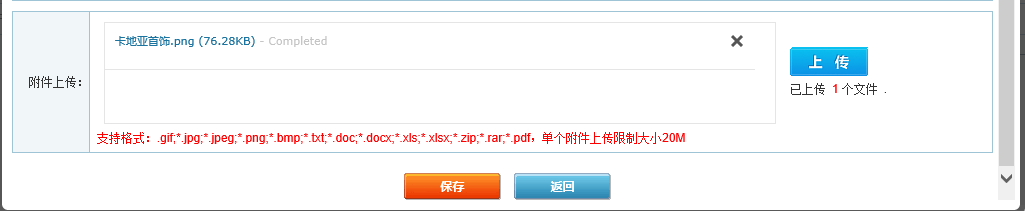 卡地亚首饰.png (76.28KB) - Completed
附件上传：
上 传
已上传 1 个文件 .
支持格式：.gif;*.jpg;*.jpeg;*.png;*.bmp;*.txt;*.doc;*.docx;*.xls;*.xlsx;*.zip;*.rar;*.pdf，单个附件上传限制大小20M
保存
返回